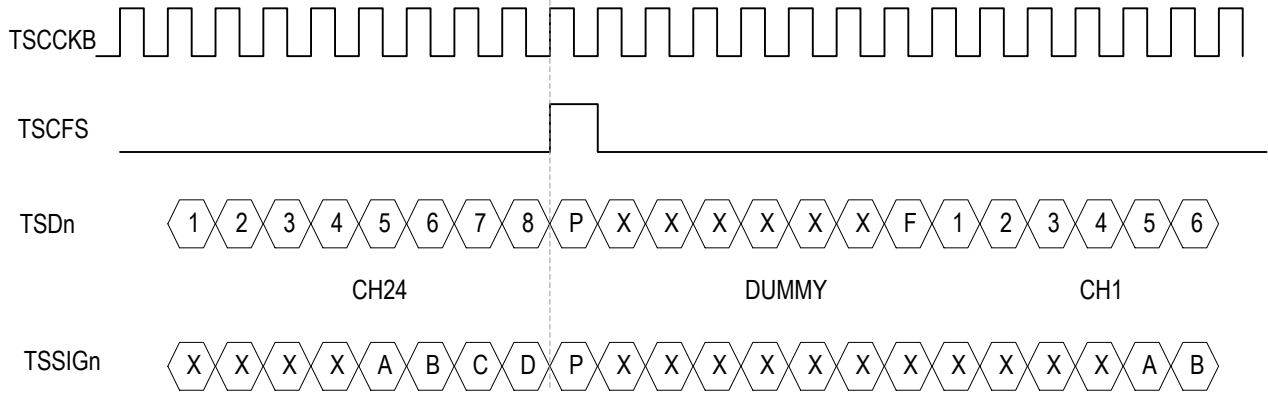 TSCCKB
TSCFS
TSDn 1 2 3 4 5 6 7 8 P X X X X X X F 1 2 3 4 5 6
CH24 DUMMY CH1
TSSIGn X X X X A B C D P X X X X X X X X X X X A B